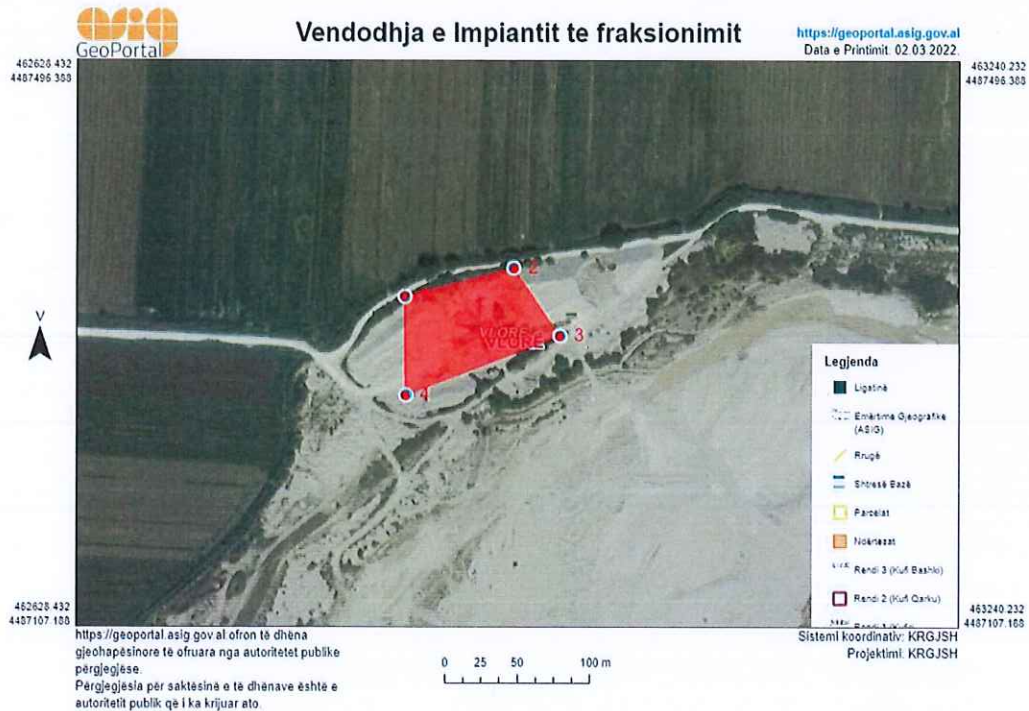 asig
GeoPortal
Vendodhja e Impiantit te fraksionimit
https://geoportal.asig.gov.al
Data e Printimit: 02.03.2022.
462628.432
4487496.388
463240.232
4487496.388
2
VLORE
VLORË
3
4
V
Legjenda
Ligatinë
Emërtime Gjeografike
(ASIG)
Rrugë
Shtresë Bazë
Parcelat
Ndërtesat
Rendi 3 (Kufi Bashki)
Rendi 2 (Kufi Qarku)
462628.432
4487107.188
463240.232
4487107.188
https://geoportal.asig.gov.al ofron të dhëna
gjeohapësinore të ofruara nga autoritetet publike
përgjegjëse.
Përgjegjësia për saktësinë e të dhënave është e
autoritetit publik që i ka krijuar ato.
0 25 50 100 m
Sistemi koordinativ: KRGJSH
Projektimi: KRGJSH